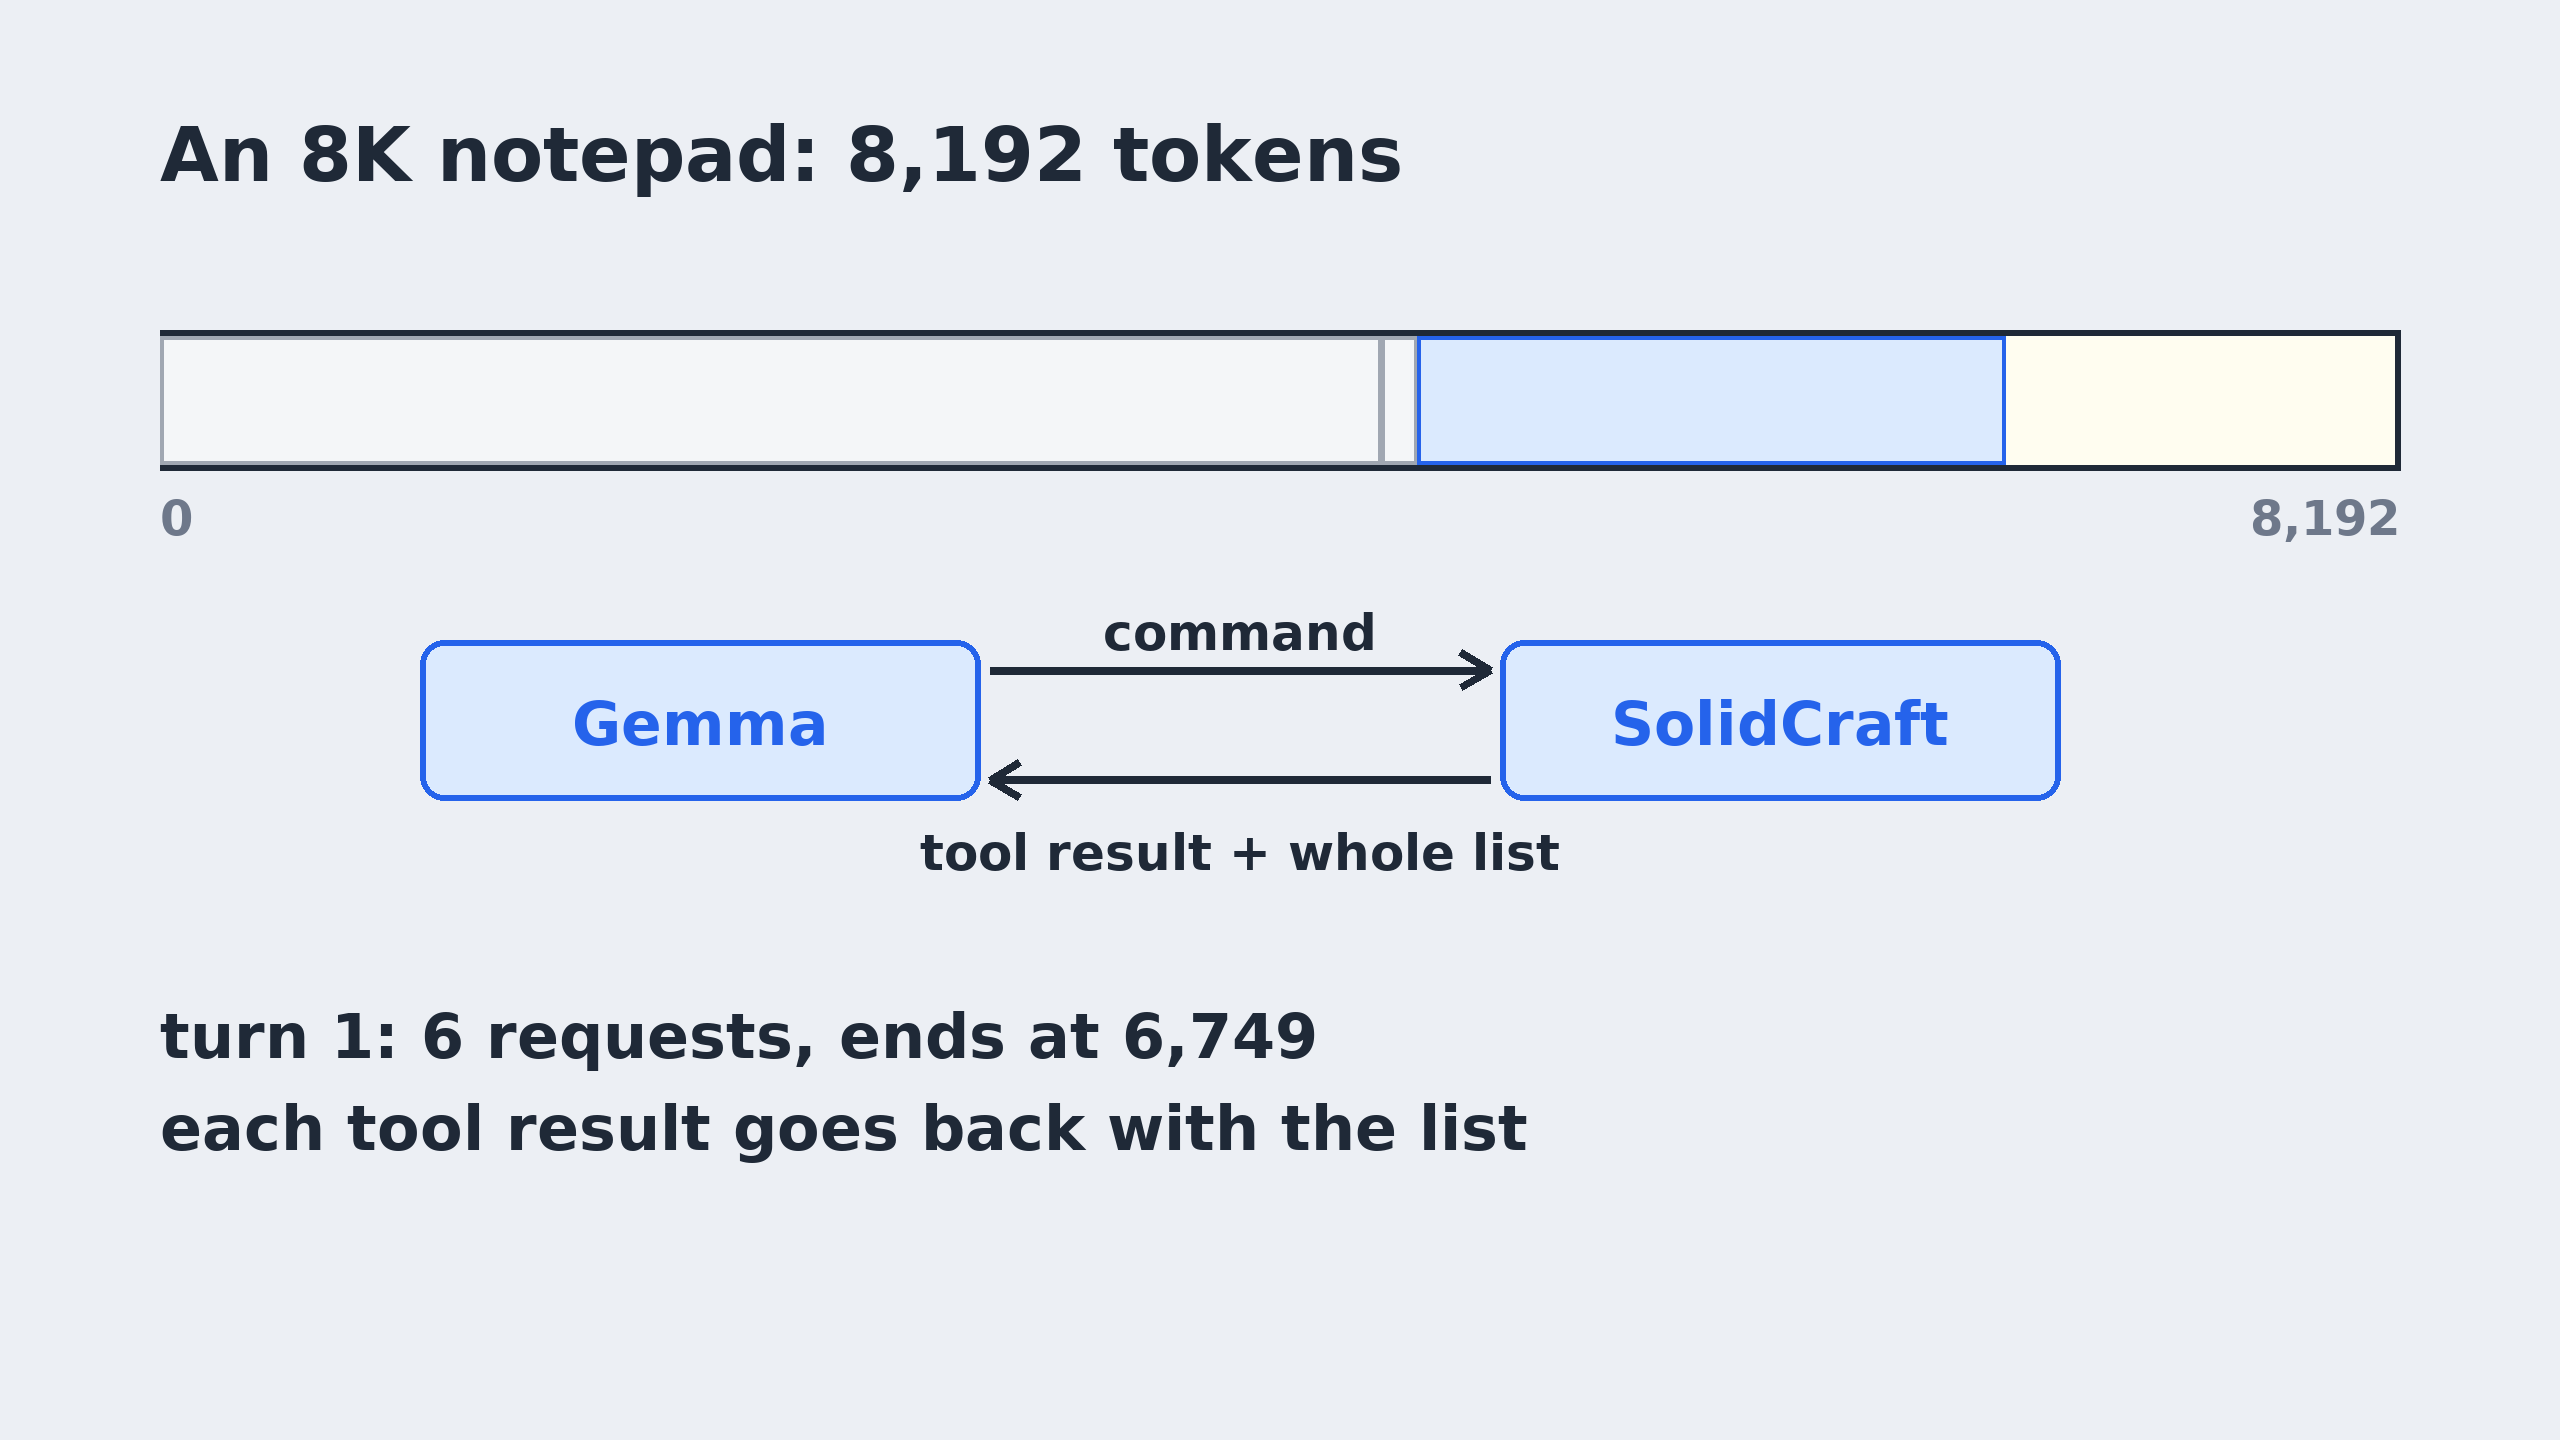 An 8K notepad: 8,192 tokens
0
8,192
command
Gemma
SolidCraft
tool result + whole list
turn 1: 6 requests, ends at 6,749
each tool result goes back with the list